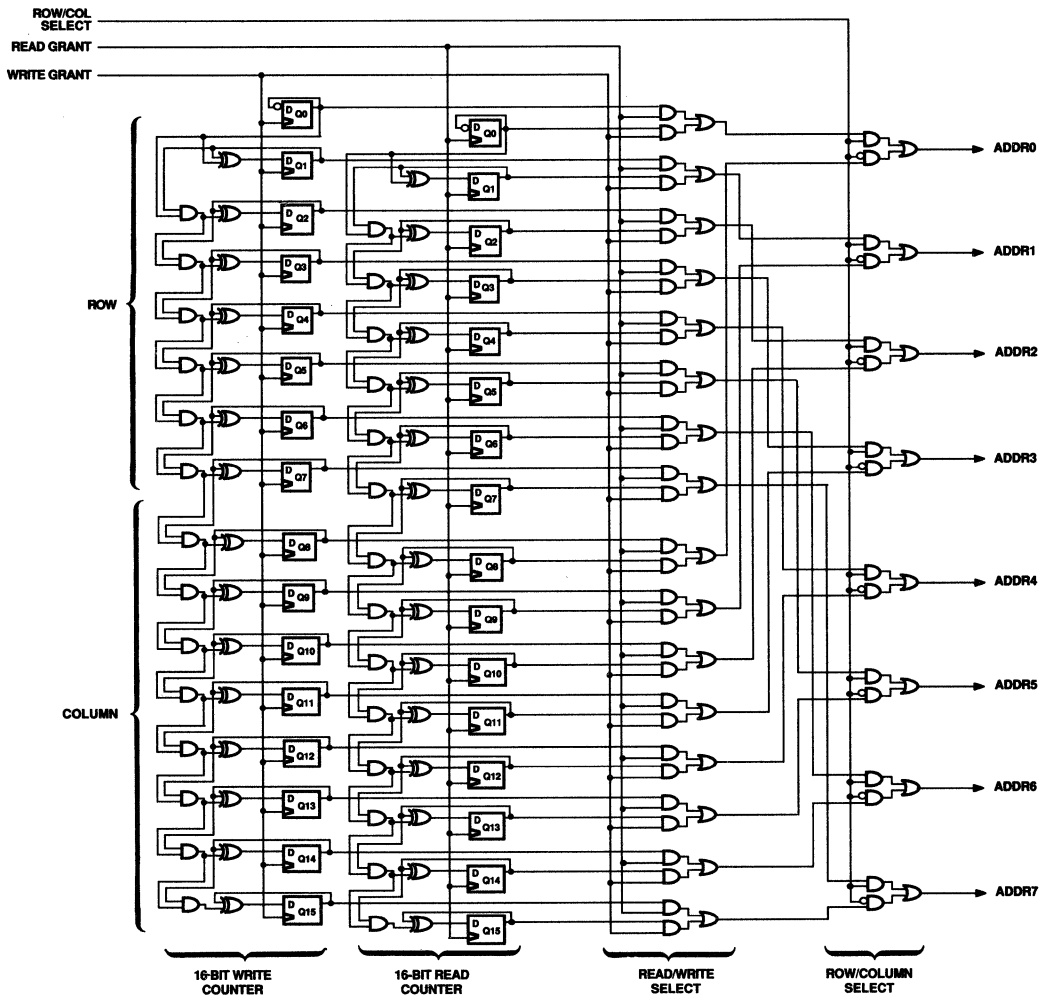 ROW/COL
SELECT
READ GRANT
WRITE GRANT
D Q0
D Q0
ADDR0
D Q1
D Q1
D Q2
D Q2
ADDR1
D Q3
D Q3
ROW
D Q4
D Q4
ADDR2
D Q5
D Q5
D Q6
D Q6
ADDR3
D Q7
D Q7
D Q8
D Q8
ADDR4
D Q9
D Q9
D Q10
D Q10
ADDR5
D Q11
D Q11
COLUMN
D Q12
D Q12
ADDR6
D Q13
D Q13
D Q14
D Q14
ADDR7
D Q15
D Q15
16-BIT WRITE
COUNTER
16-BIT READ
COUNTER
READ/WRITE
SELECT
ROW/COLUMN
SELECT